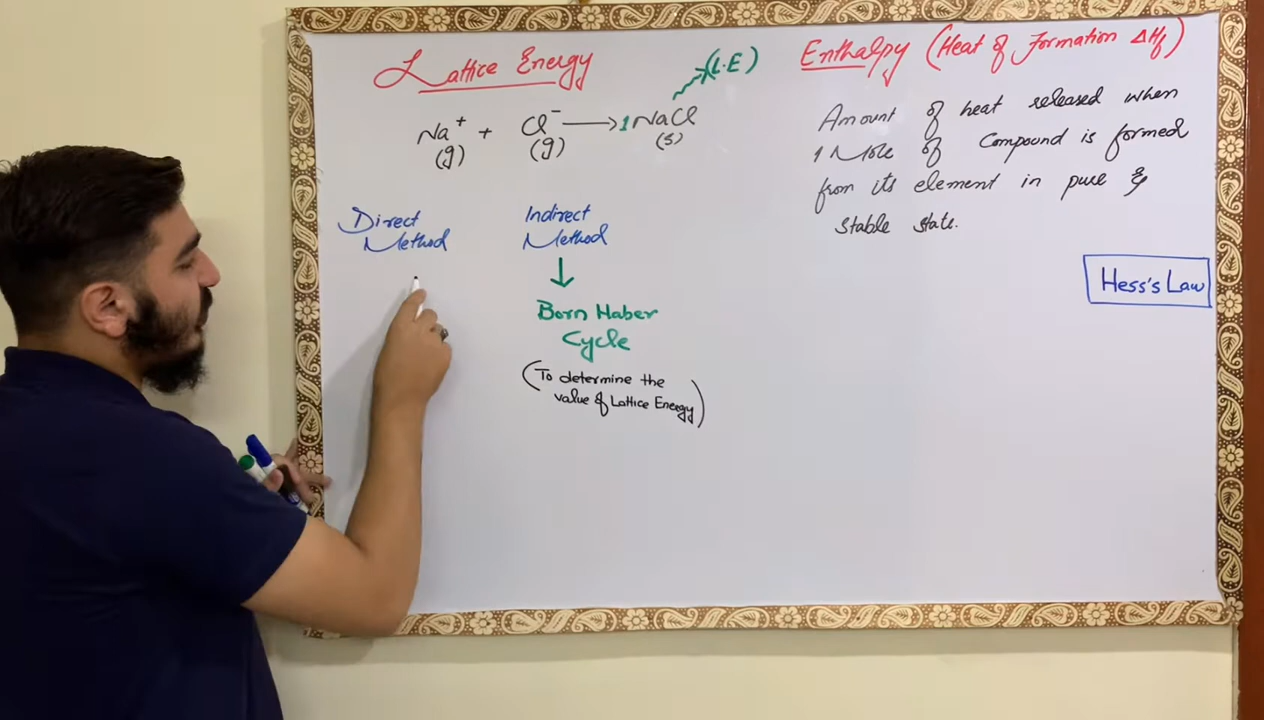 Lattice Energy
(L.E)
Na⁺ + Cl⁻ → 1NaCl
(g) (g) (s)
Direct
Method
Indirect
Method
↓
Born Haber
Cycle
(To determine the
value of Lattice Energy)
Enthalpy (Heat of Formation ΔHf)
Amount of heat released when
1 Mole of Compound is formed
from its element in pure &
stable state.
Hess's Law